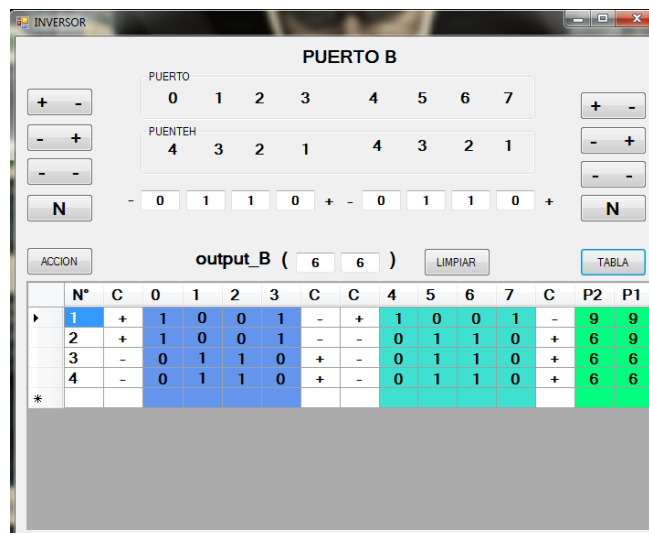 INVERSOR
PUERTO B
PUERTO
0 1 2 3 4 5 6 7
+ - + -
PUENTEH
4 3 2 1 4 3 2 1
- + - +
- - - -
- 0 1 1 0 + - 0 1 1 0 +
N N
ACCION output_B ( 6 6 ) LIMPIAR TABLA
N° C 0 1 2 3 C C 4 5 6 7 C P2 P1
1 + 1 0 0 1 - + 1 0 0 1 - 9 9
2 + 1 0 0 1 - - 0 1 1 0 + 6 9
3 - 0 1 1 0 + - 0 1 1 0 + 6 6
4 - 0 1 1 0 + - 0 1 1 0 + 6 6
*